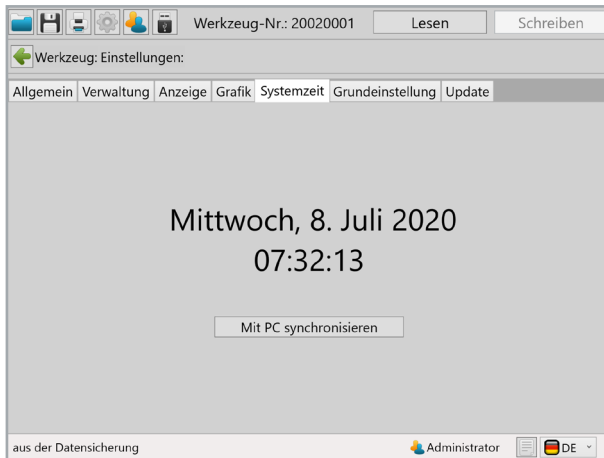 Werkzeug-Nr.: 20020001 Lesen Schreiben
Werkzeug: Einstellungen:
Allgemein Verwaltung Anzeige Grafik Systemzeit Grundeinstellung Update
Mittwoch, 8. Juli 2020
07:32:13
Mit PC synchronisieren
aus der Datensicherung Administrator DE